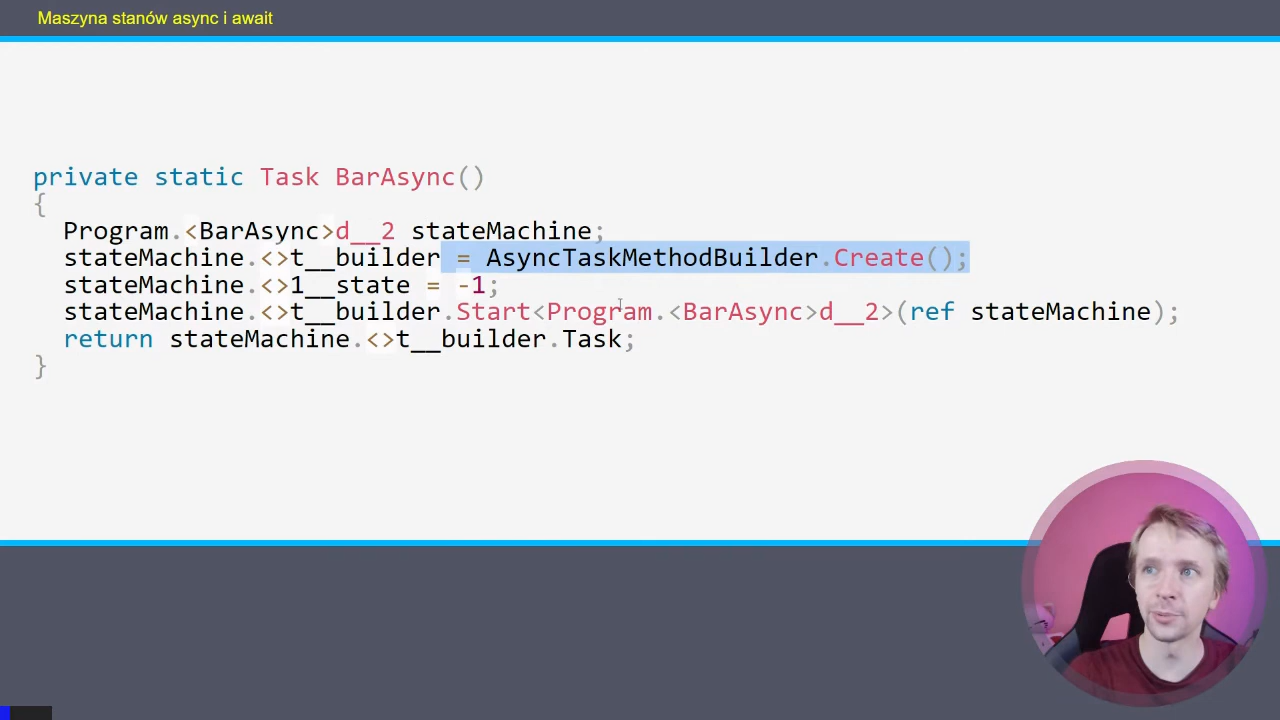 Maszyna stanów async i await
private static Task BarAsync()
{
Program.<BarAsync>d__2 stateMachine;
stateMachine.<>t__builder = AsyncTaskMethodBuilder.Create();
stateMachine.<>1__state = -1;
stateMachine.<>t__builder.Start<Program.<BarAsync>d__2>(ref stateMachine);
return stateMachine.<>t__builder.Task;
}